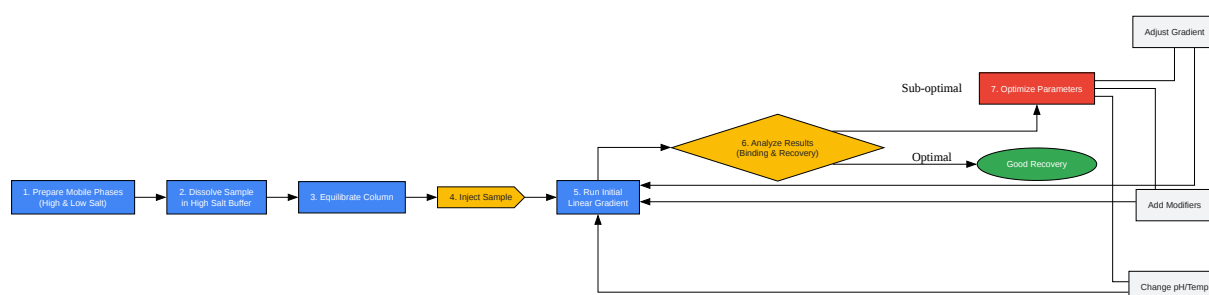 Adjust Gradient
Sub-optimal
7. Optimize Parameters
6. Analyze Results
(Binding & Recovery)
Optimal
Good Recovery
1. Prepare Mobile Phases
(High & Low Salt)
2. Dissolve Sample
in High Salt Buffer
3. Equilibrate Column
4. Inject Sample
5. Run Initial
Linear Gradient
Add Modifiers
Change pH/Temp